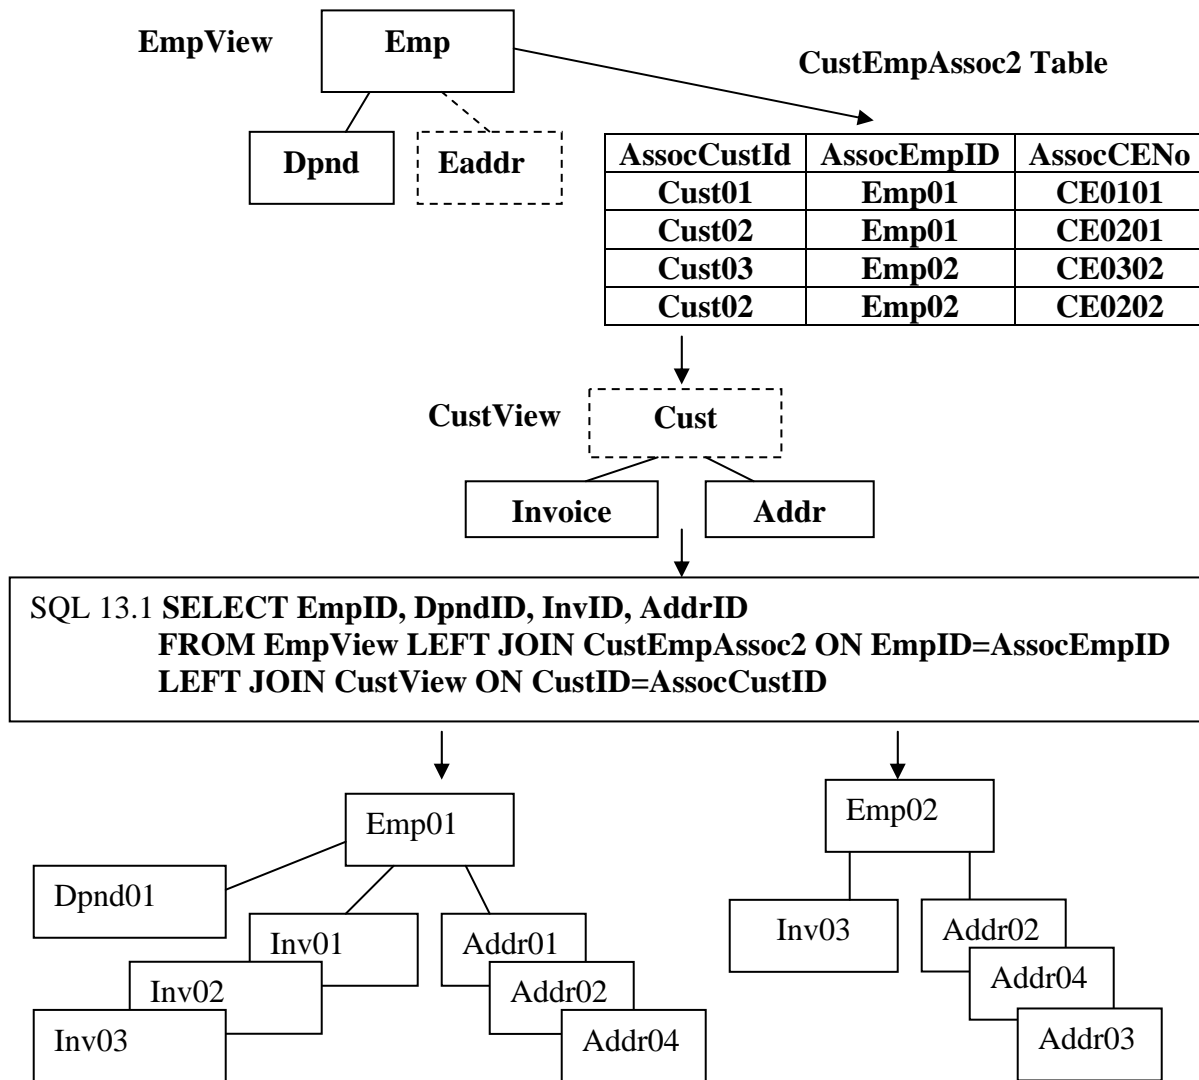 EmpView
Emp
CustEmpAssoc2 Table
Dpnd
Eaddr
AssocCustId AssocEmpID AssocCENo
Cust01 Emp01 CE0101
Cust02 Emp01 CE0201
Cust03 Emp02 CE0302
Cust02 Emp02 CE0202
CustView
Cust
Invoice
Addr
SQL 13.1 SELECT EmpID, DpndID, InvID, AddrID
FROM EmpView LEFT JOIN CustEmpAssoc2 ON EmpID=AssocEmpID
LEFT JOIN CustView ON CustID=AssocCustID
Emp01
Dpnd01
Inv01
Inv02
Inv03
Addr01
Addr02
Addr04
Emp02
Inv03
Addr02
Addr04
Addr03